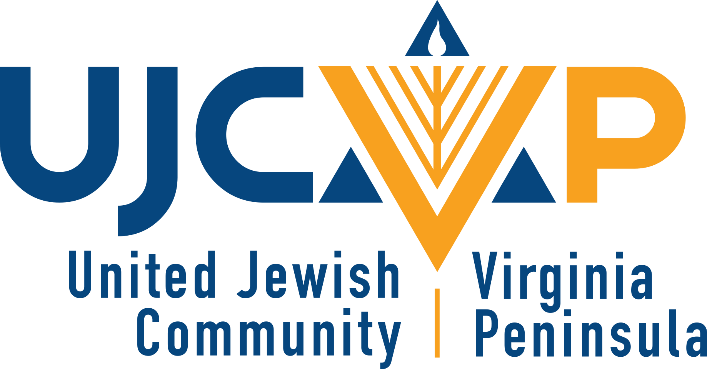 UJCVP
United Jewish Community
Virginia Peninsula